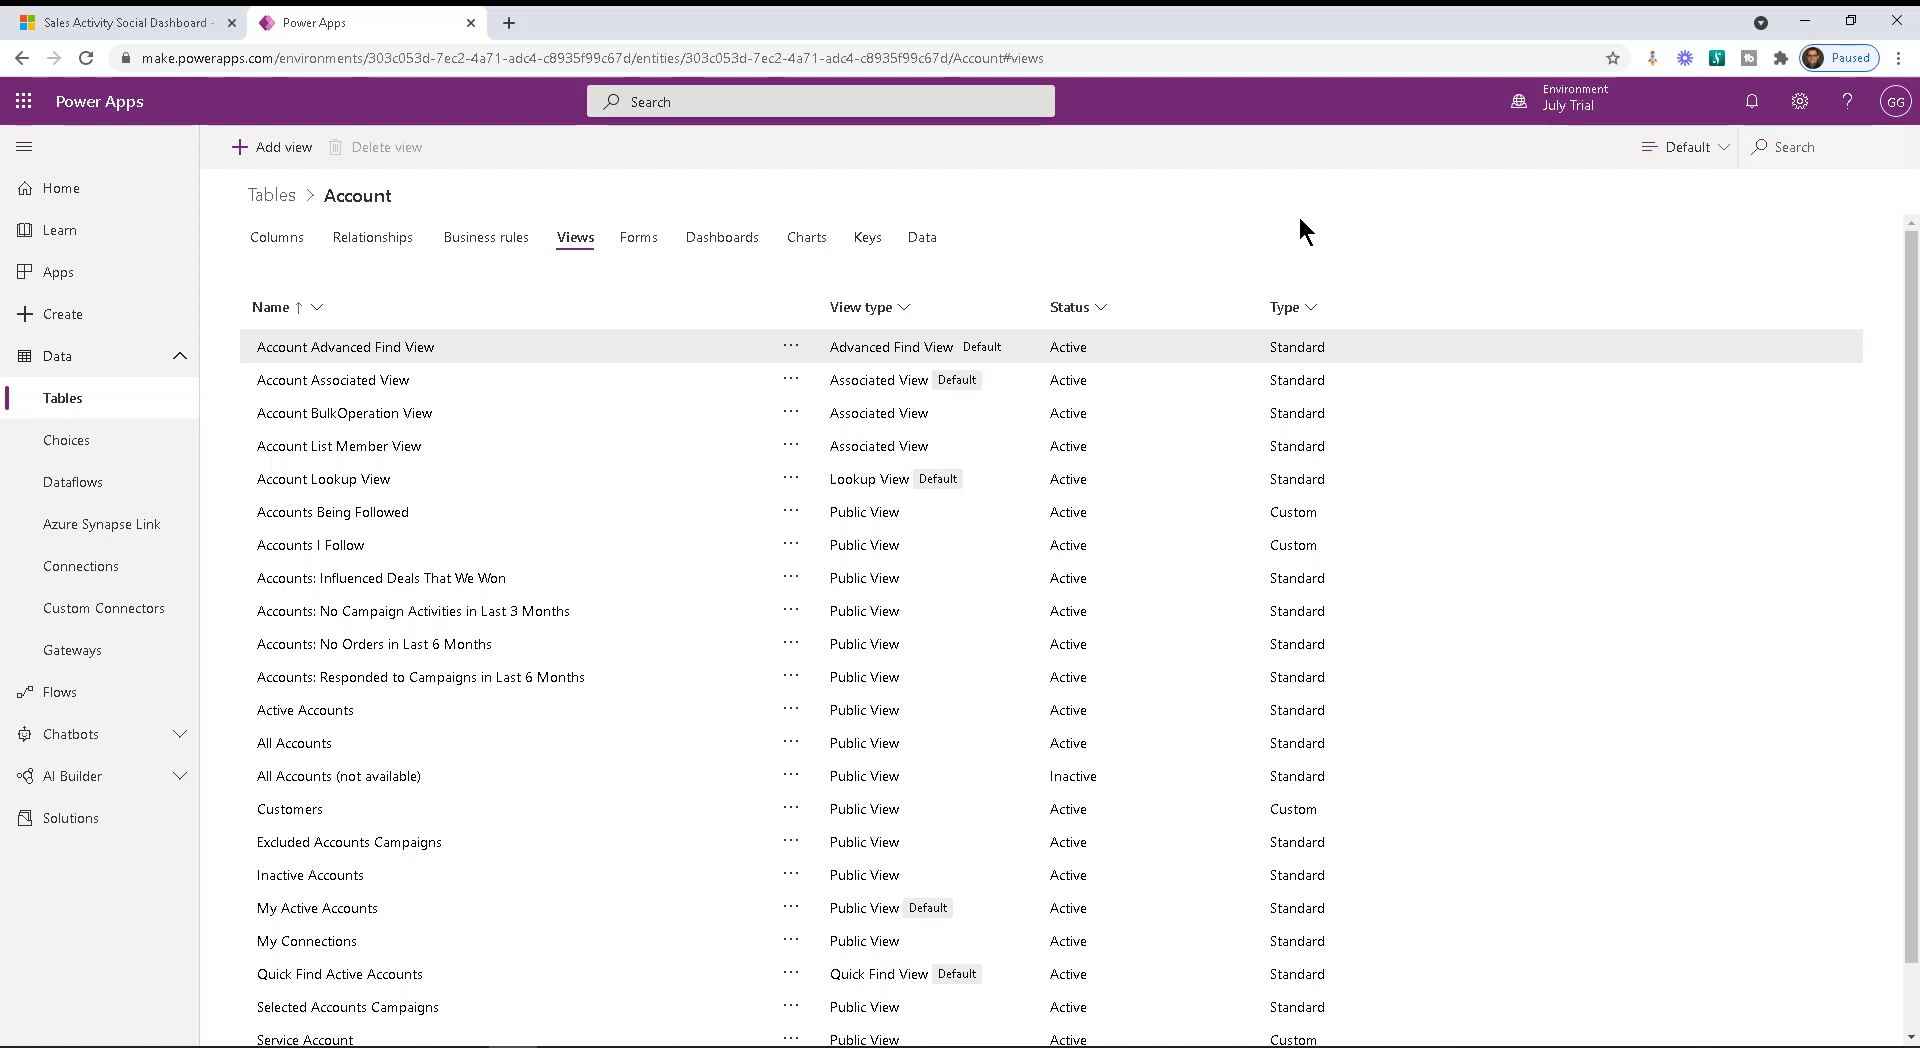 Sales Activity Social Dashboard -
Power Apps
make.powerapps.com/environments/303c053d-7ec2-4a71-adc4-c8935f99c67d/entities/303c053d-7ec2-4a71-adc4-c8935f99c67d/Account#views
Paused
Power Apps
Search
Environment
July Trial
GG
Add view
Delete view
Default
Search
Home
Learn
Apps
Create
Data
Tables
Choices
Dataflows
Azure Synapse Link
Connections
Custom Connectors
Gateways
Flows
Chatbots
AI Builder
Solutions
Tables > Account
Columns Relationships Business rules Views Forms Dashboards Charts Keys Data
Name ↑ View type Status Type
Account Advanced Find View ... Advanced Find View Default Active Standard
Account Associated View ... Associated View Default Active Standard
Account BulkOperation View ... Associated View Active Standard
Account List Member View ... Associated View Active Standard
Account Lookup View ... Lookup View Default Active Standard
Accounts Being Followed ... Public View Active Custom
Accounts I Follow ... Public View Active Custom
Accounts: Influenced Deals That We Won ... Public View Active Standard
Accounts: No Campaign Activities in Last 3 Months ... Public View Active Standard
Accounts: No Orders in Last 6 Months ... Public View Active Standard
Accounts: Responded to Campaigns in Last 6 Months ... Public View Active Standard
Active Accounts ... Public View Active Standard
All Accounts ... Public View Active Standard
All Accounts (not available) ... Public View Inactive Standard
Customers ... Public View Active Custom
Excluded Accounts Campaigns ... Public View Active Standard
Inactive Accounts ... Public View Active Standard
My Active Accounts ... Public View Default Active Standard
My Connections ... Public View Active Standard
Quick Find Active Accounts ... Quick Find View Default Active Standard
Selected Accounts Campaigns ... Public View Active Standard
Service Account ... Public View Active Custom